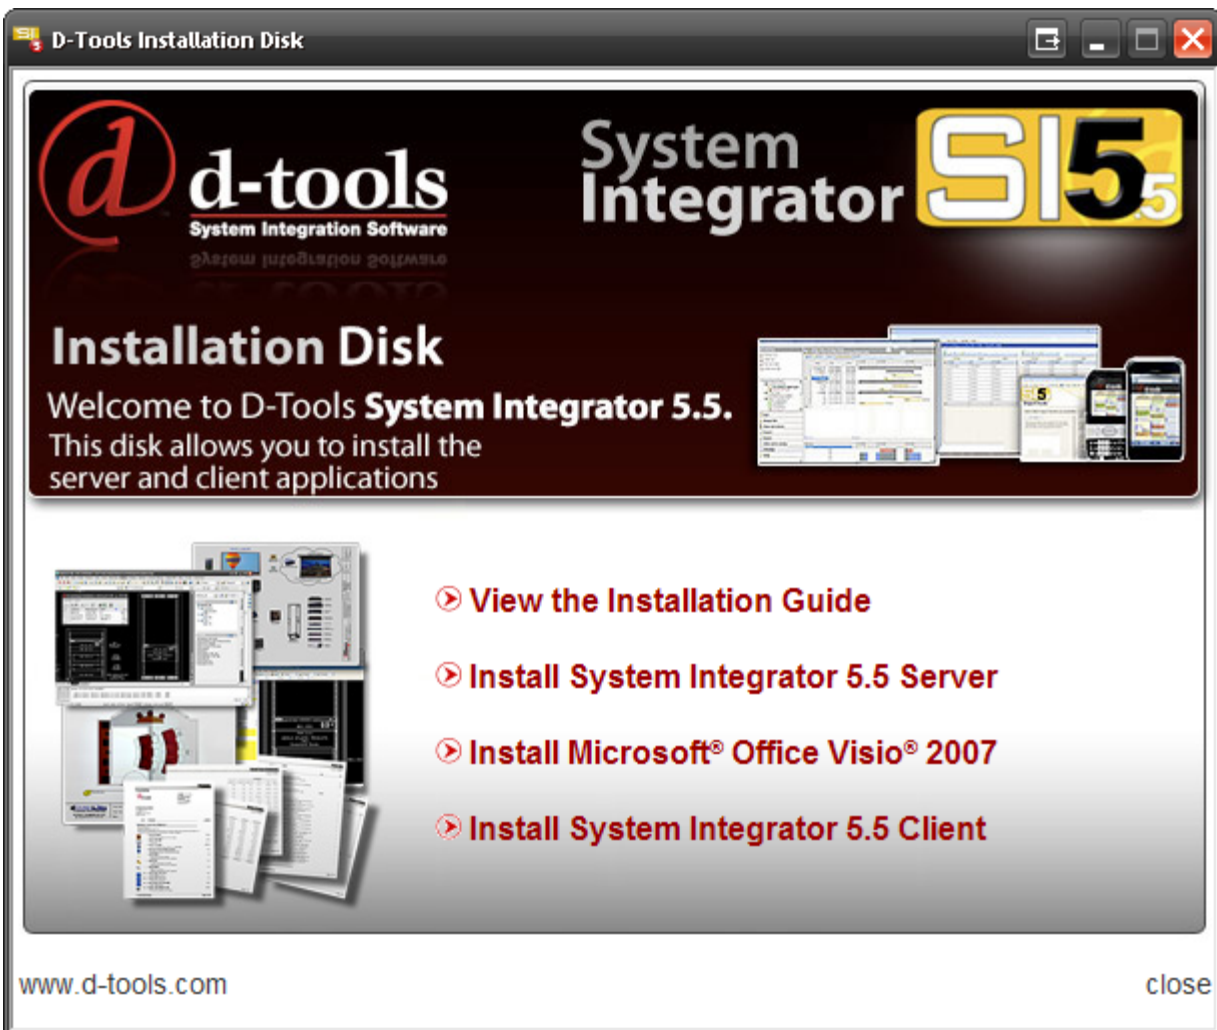 D-Tools Installation Disk
d-tools
System Integration Software
System
Integrator
SI5
.5
Installation Disk
Welcome to D-Tools System Integrator 5.5.
This disk allows you to install the
server and client applications
View the Installation Guide
Install System Integrator 5.5 Server
Install Microsoft® Office Visio® 2007
Install System Integrator 5.5 Client
www.d-tools.com
close